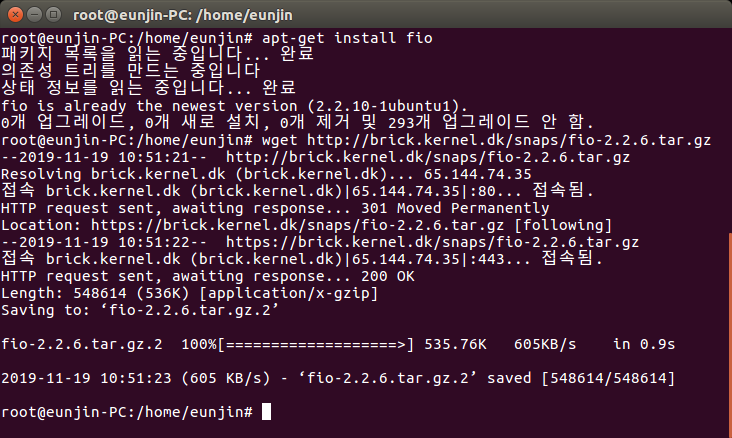 root@eunjin-PC: /home/eunjin
root@eunjin-PC:/home/eunjin# apt-get install fio
패키지 목록을 읽는 중입니다... 완료
의존성 트리를 만드는 중입니다
상태 정보를 읽는 중입니다... 완료
fio is already the newest version (2.2.10-1ubuntu1).
0개 업그레이드, 0개 새로 설치, 0개 제거 및 293개 업그레이드 안 함.
root@eunjin-PC:/home/eunjin# wget http://brick.kernel.dk/snaps/fio-2.2.6.tar.gz
--2019-11-19 10:51:21--  http://brick.kernel.dk/snaps/fio-2.2.6.tar.gz
Resolving brick.kernel.dk (brick.kernel.dk)... 65.144.74.35
접속 brick.kernel.dk (brick.kernel.dk)|65.144.74.35|:80... 접속됨.
HTTP request sent, awaiting response... 301 Moved Permanently
Location: https://brick.kernel.dk/snaps/fio-2.2.6.tar.gz [following]
--2019-11-19 10:51:22--  https://brick.kernel.dk/snaps/fio-2.2.6.tar.gz
접속 brick.kernel.dk (brick.kernel.dk)|65.144.74.35|:443... 접속됨.
HTTP request sent, awaiting response... 200 OK
Length: 548614 (536K) [application/x-gzip]
Saving to: ‘fio-2.2.6.tar.gz.2’
fio-2.2.6.tar.gz.2  100%[===================>] 535.76K   605KB/s    in 0.9s
2019-11-19 10:51:23 (605 KB/s) - ‘fio-2.2.6.tar.gz.2’ saved [548614/548614]
root@eunjin-PC:/home/eunjin#